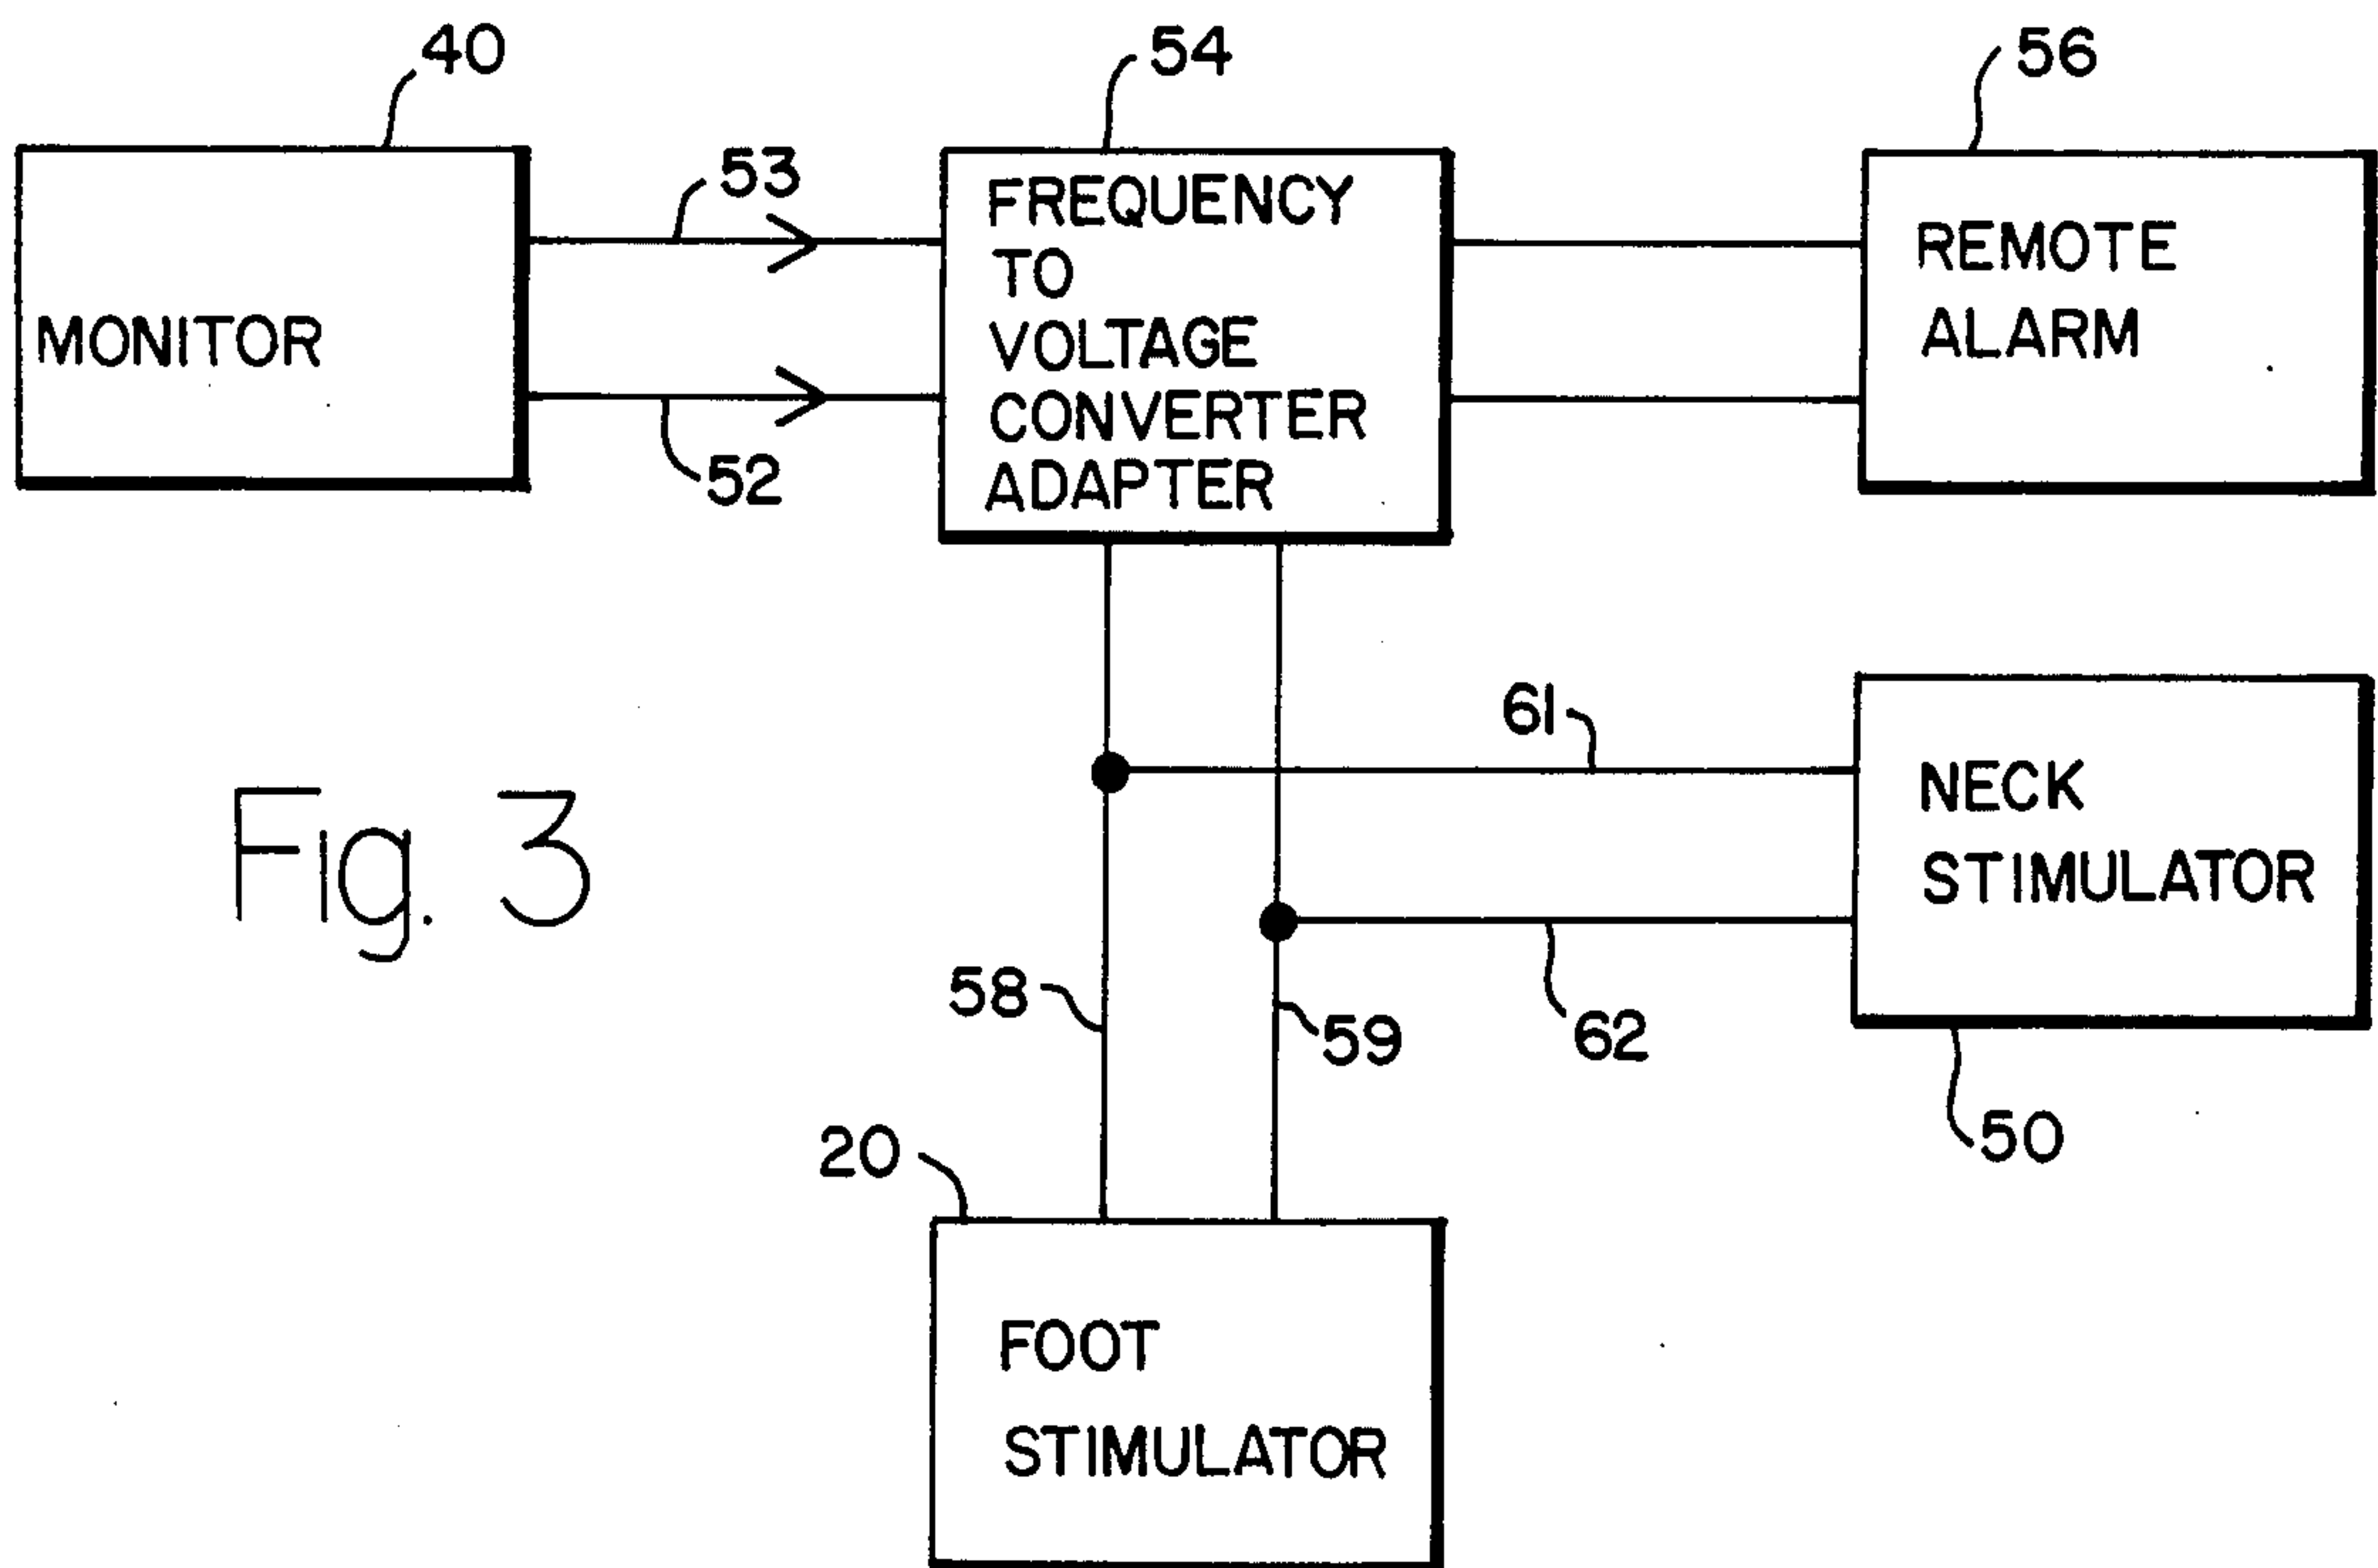 40
54
56
53
MONITOR
52
FREQUENCY
TO
VOLTAGE
CONVERTER
ADAPTER
REMOTE
ALARM
61
NECK
STIMULATOR
Fig. 3
58
59
62
50
20
FOOT
STIMULATOR